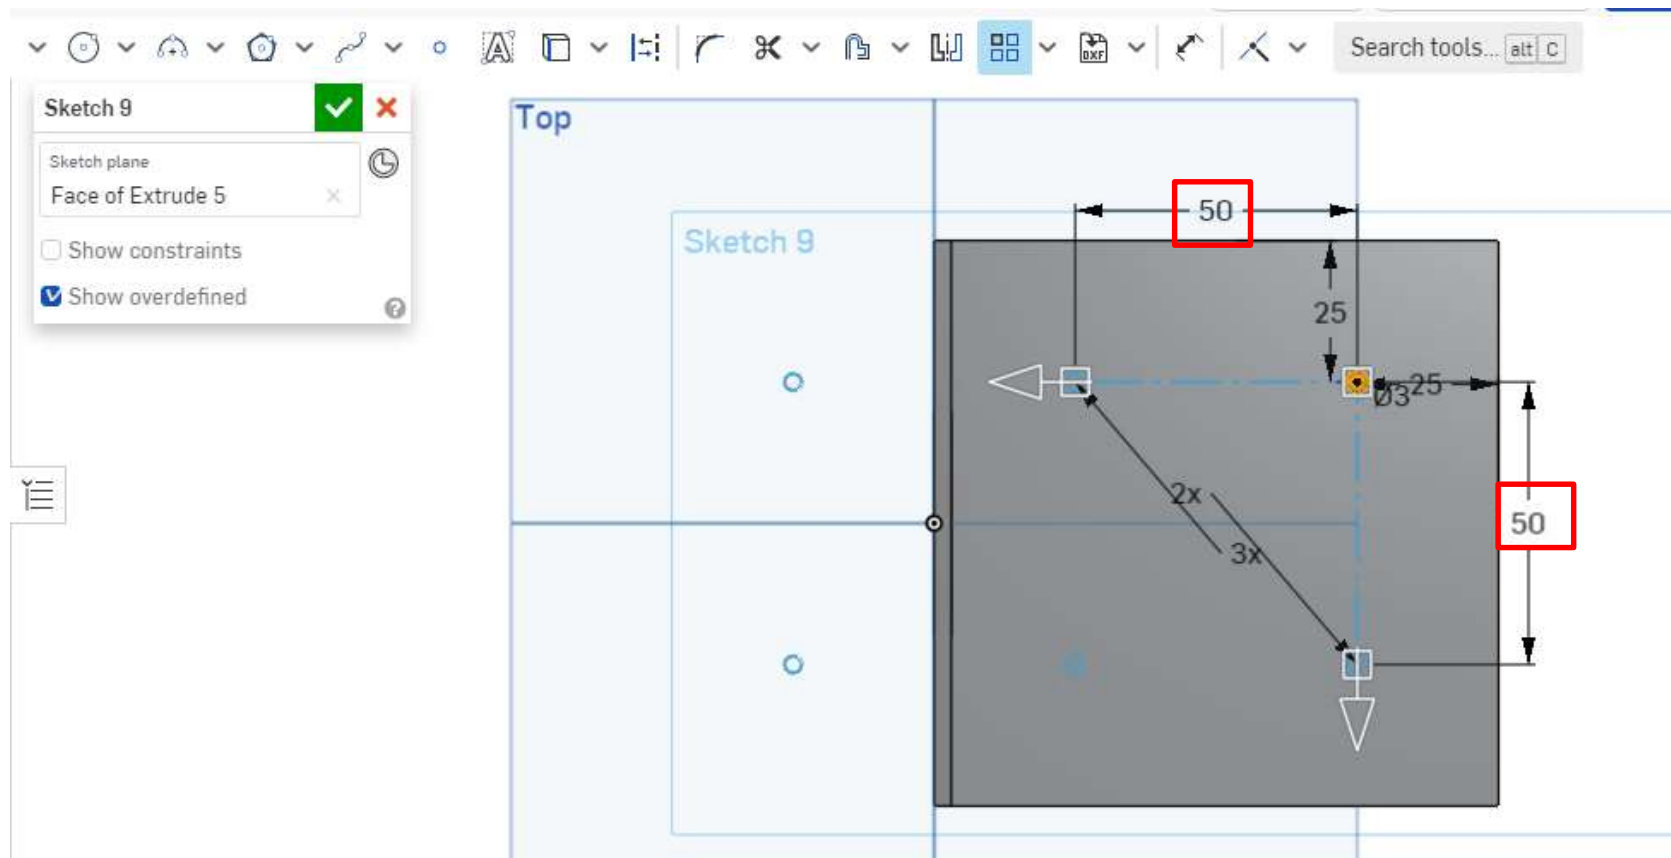 A
DXF
Search tools... alt C
Sketch 9
Sketch plane
Face of Extrude 5
Show constraints
Show overdefined
?
Top
Sketch 9
50
25
Ø3
25
2x
3x
50